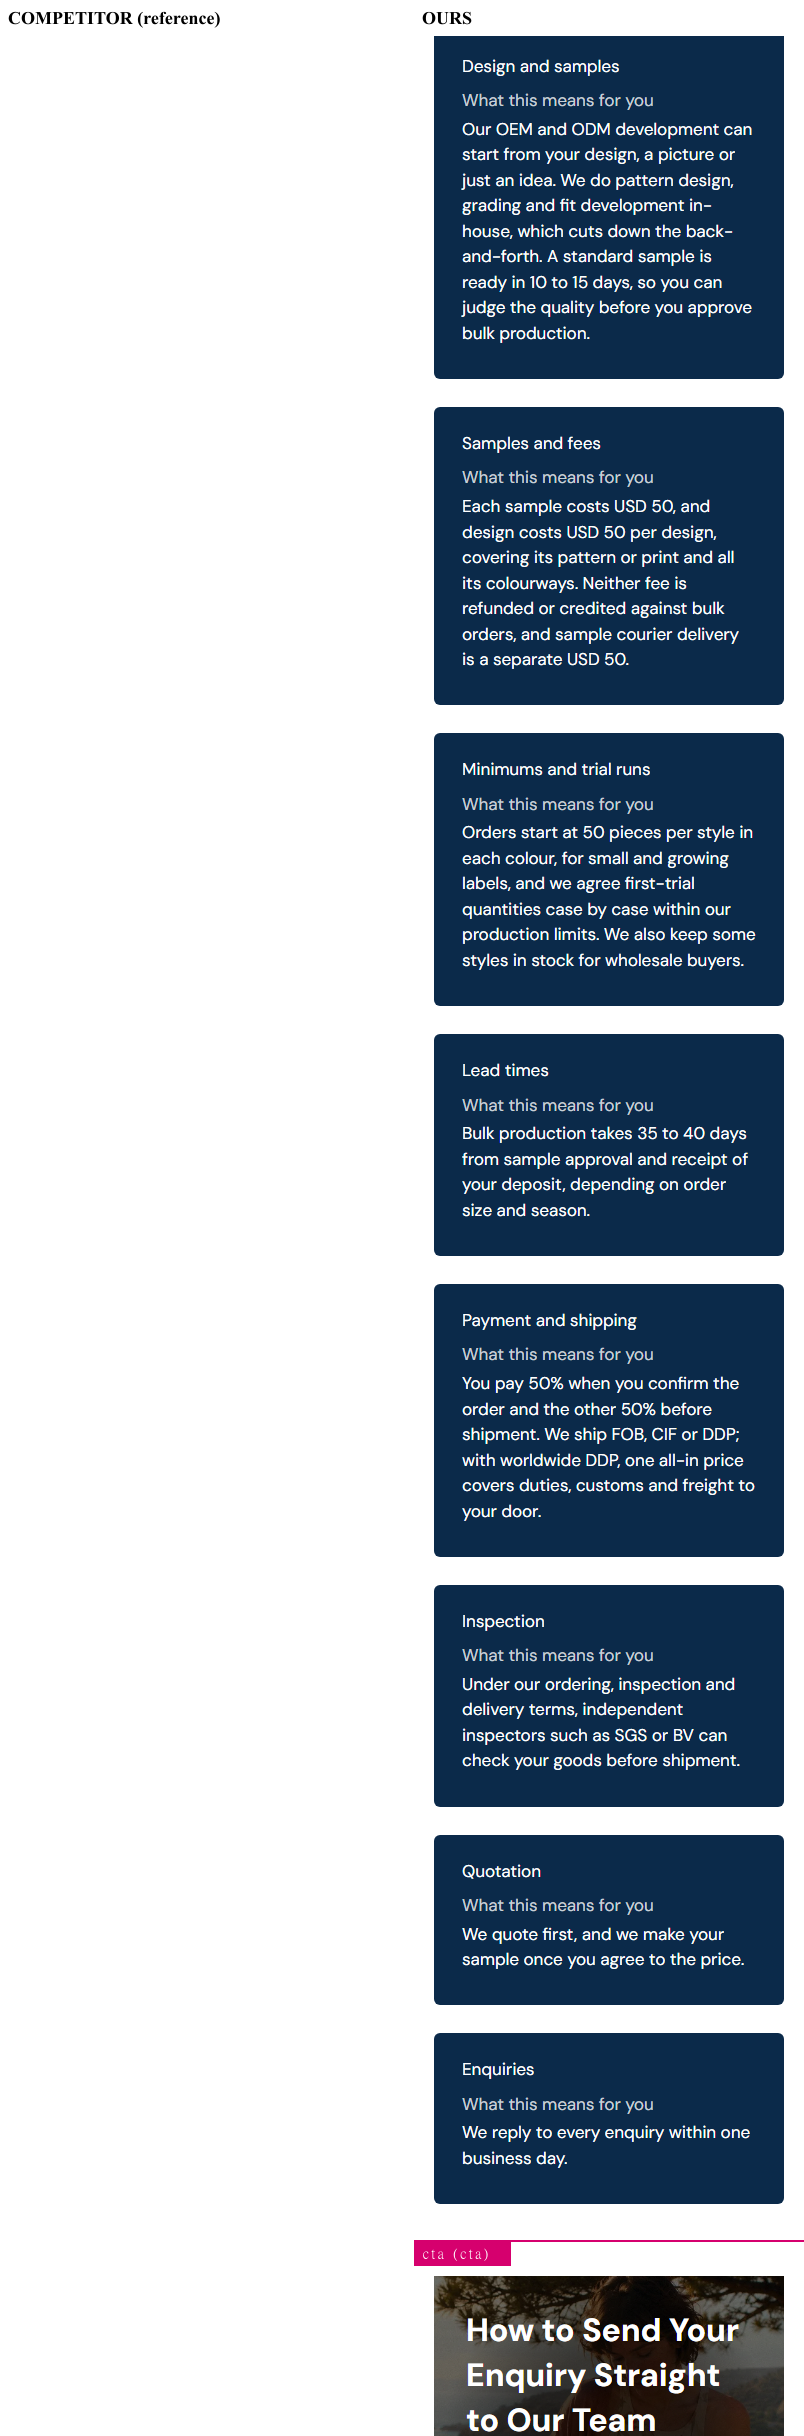 COMPETITOR (reference)
OURS
Design and samples
What this means for you
Our OEM and ODM development can
start from your design, a picture or
just an idea. We do pattern design,
grading and fit development in-
house, which cuts down the back-
and-forth. A standard sample is
ready in 10 to 15 days, so you can
judge the quality before you approve
bulk production.
Samples and fees
What this means for you
Each sample costs USD 50, and
design costs USD 50 per design,
covering its pattern or print and all
its colourways. Neither fee is
refunded or credited against bulk
orders, and sample courier delivery
is a separate USD 50.
Minimums and trial runs
What this means for you
Orders start at 50 pieces per style in
each colour, for small and growing
labels, and we agree first-trial
quantities case by case within our
production limits. We also keep some
styles in stock for wholesale buyers.
Lead times
What this means for you
Bulk production takes 35 to 40 days
from sample approval and receipt of
your deposit, depending on order
size and season.
Payment and shipping
What this means for you
You pay 50% when you confirm the
order and the other 50% before
shipment. We ship FOB, CIF or DDP;
with worldwide DDP, one all-in price
covers duties, customs and freight to
your door.
Inspection
What this means for you
Under our ordering, inspection and
delivery terms, independent
inspectors such as SGS or BV can
check your goods before shipment.
Quotation
What this means for you
We quote first, and we make your
sample once you agree to the price.
Enquiries
What this means for you
We reply to every enquiry within one
business day.
cta (cta)
How to Send Your
Enquiry Straight
to Our Team